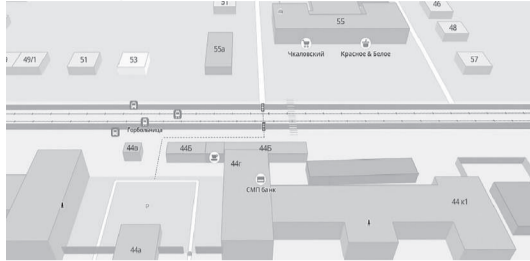 51
46
48
55
55а
Чкаловский
Красное & Белое
49/1
51
53
57
Горбольница
44в
44Б
44Б
44г
СМП Банк
44 к1
44а